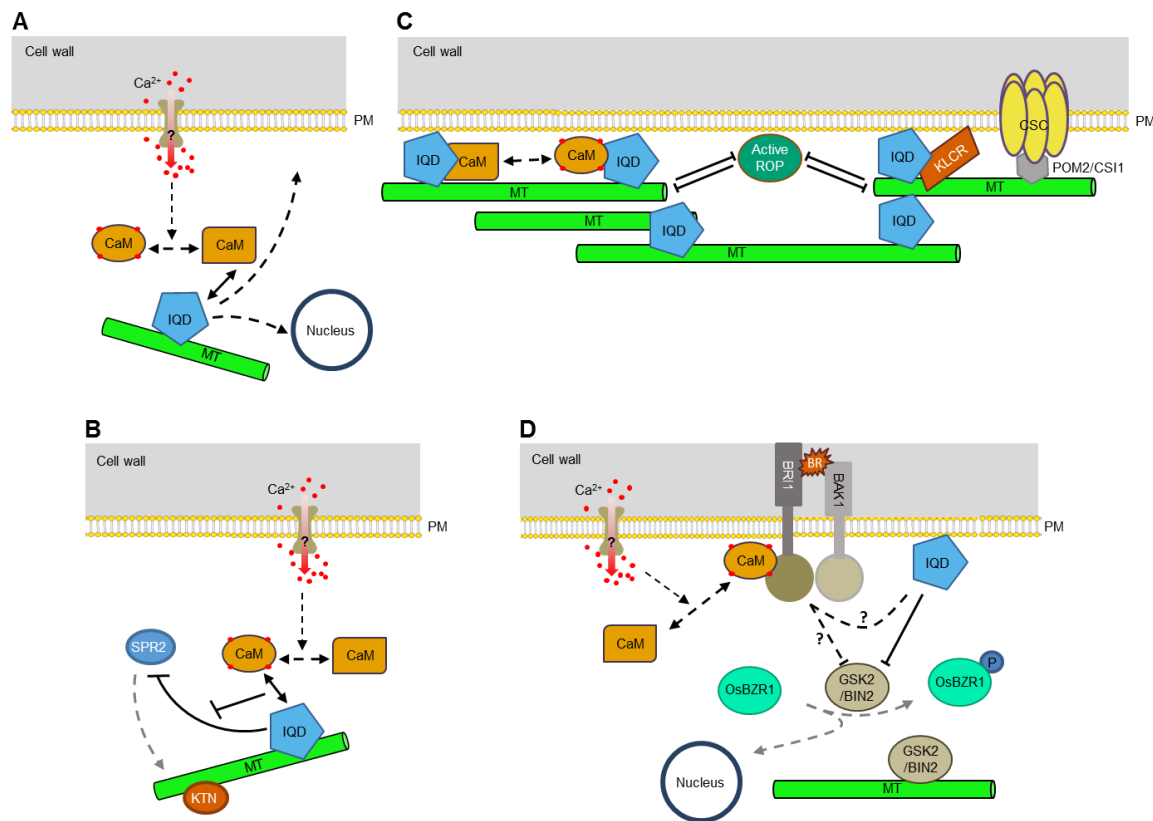 A
Cell wall
Ca²⁺
?
PM
CaM
CaM
IQD
MT
Nucleus
C
Cell wall
PM
CSC
POM2/CSI1
IQD
CaM
CaM
IQD
Active
ROP
IQD
KLCR
MT
MT
MT
IQD
IQD
MT
B
Cell wall
Ca²⁺
?
PM
SPR2
CaM
CaM
IQD
MT
KTN
D
Cell wall
Ca²⁺
?
PM
BRI1
BR
BAK1
CaM
IQD
CaM
?
?
OsBZR1
GSK2
/BIN2
OsBZR1
P
Nucleus
GSK2
/BIN2
MT